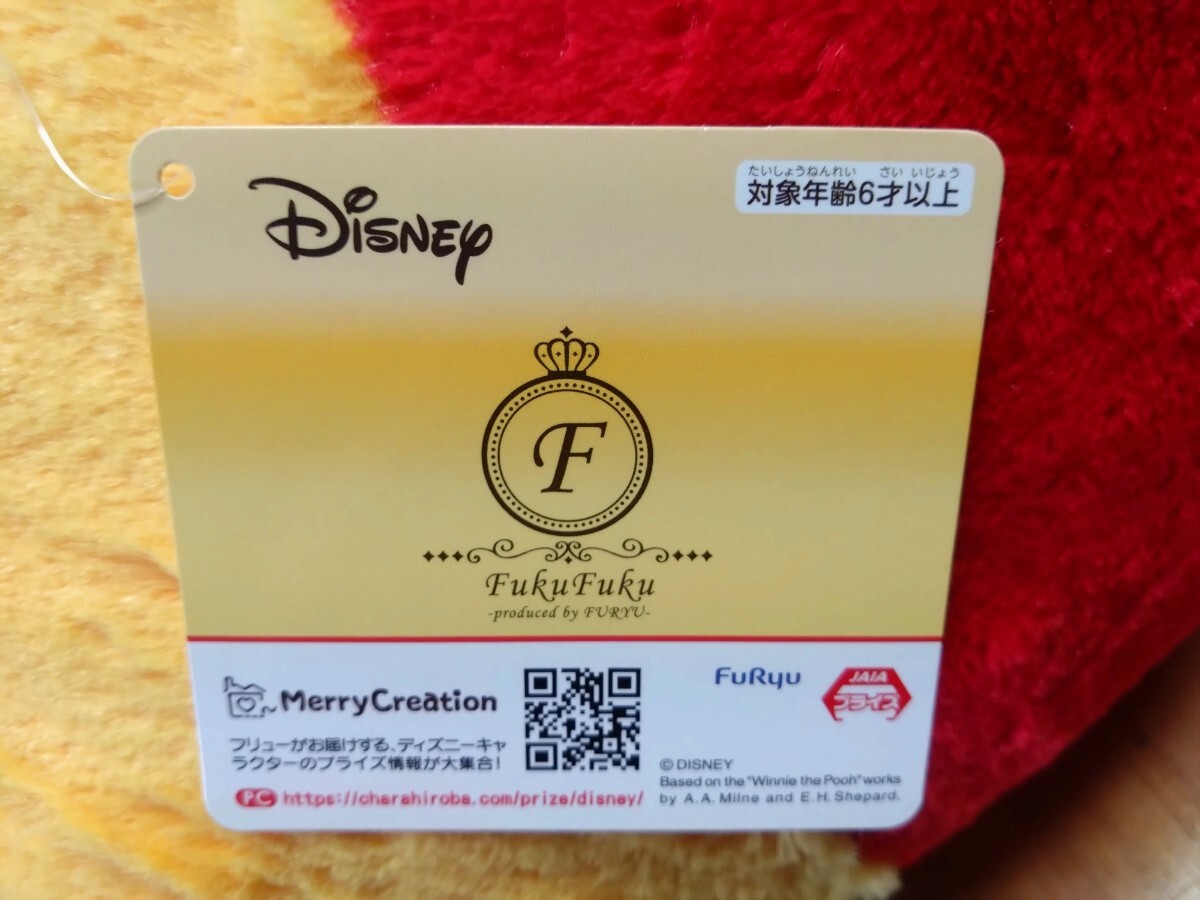 Disney
たいしょうねんれい さい いじょう
対象年齢6才以上
F
FukuFuku
-produced by FURYU-
MerryCreation
フリューがお届けする、ディズニーキャ
ラクターのプライズ情報が大集合!
PC https://charahiroba.com/prize/disney/
FuRyu
JAIA
プライズ
©DISNEY
Based on the "Winnie the Pooh" works
by A.A. Milne and E.H. Shepard.